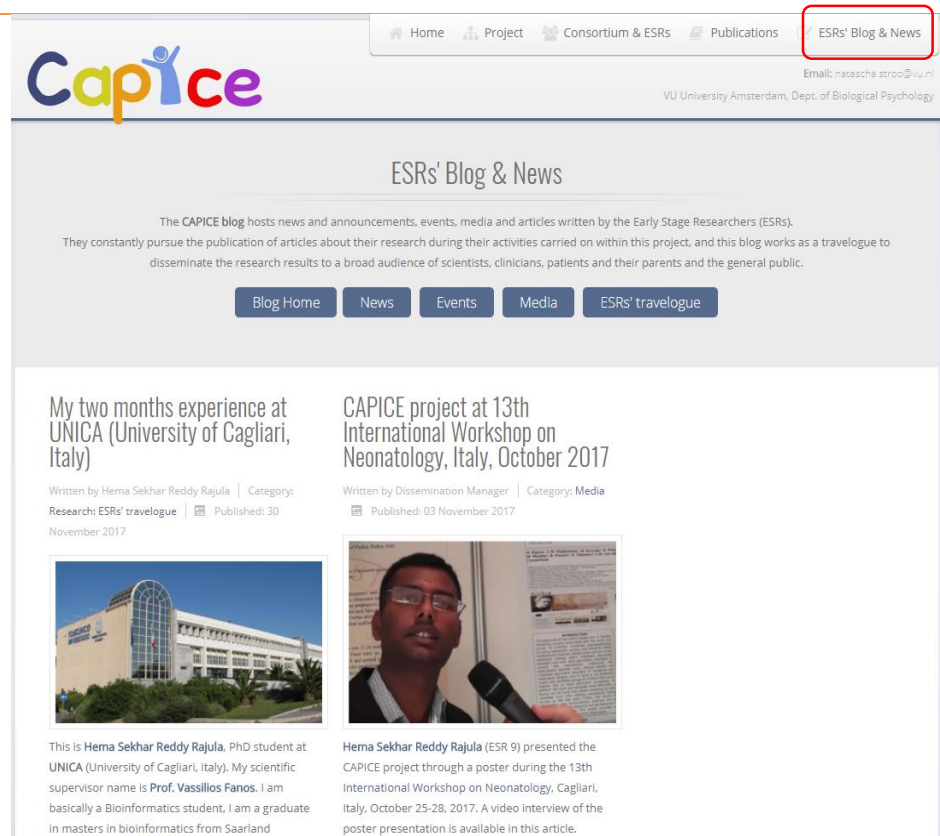 Home Project Consortium & ESRs Publications ESRs' Blog & News
Capice
Email: natascha.stroo@vu.nl
VU University Amsterdam, Dept. of Biological Psychology
ESRs' Blog & News
The CAPICE blog hosts news and announcements, events, media and articles written by the Early Stage Researchers (ESRs).
They constantly pursue the publication of articles about their research during their activities carried on within this project, and this blog works as a travelogue to
disseminate the research results to a broad audience of scientists, clinicians, patients and their parents and the general public.
Blog Home News Events Media ESRs' travelogue
My two months experience at
UNICA (University of Cagliari,
Italy)
Written by Hema Sekhar Reddy Rajula | Category:
Research: ESRs' travelogue | Published: 30
November 2017
This is Hema Sekhar Reddy Rajula, PhD student at
UNICA (University of Cagliari, Italy). My scientific
supervisor name is Prof. Vassilios Fanos. I am
basically a Bioinformatics student, I am a graduate
in masters in bioinformatics from Saarland
CAPICE project at 13th
International Workshop on
Neonatology, Italy, October 2017
Written by Dissemination Manager | Category: Media
Published: 03 November 2017
INTRODUCTION
Hema Sekhar Reddy Rajula (ESR 9) presented the
CAPICE project through a poster during the 13th
International Workshop on Neonatology, Cagliari,
Italy, October 25-28, 2017. A video interview of the
poster presentation is available in this article.